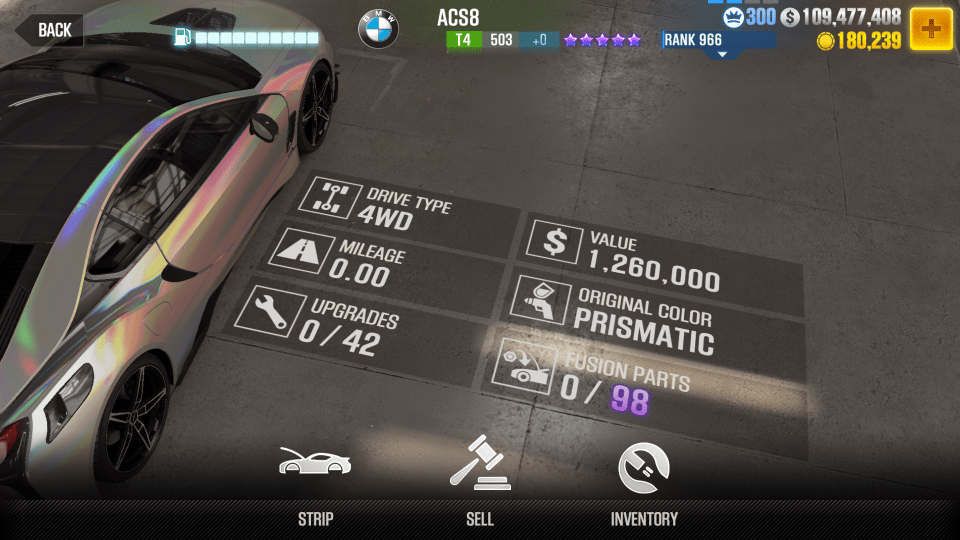 BACK
BMW
ACS8
T4 503 +0
RANK 966
300 $ 109,477,408
180,239
DRIVE TYPE
4WD
MILEAGE
0.00
UPGRADES
0 / 42
$ VALUE
1,260,000
ORIGINAL COLOR
PRISMATIC
FUSION PARTS
0 / 98
STRIP
SELL
INVENTORY